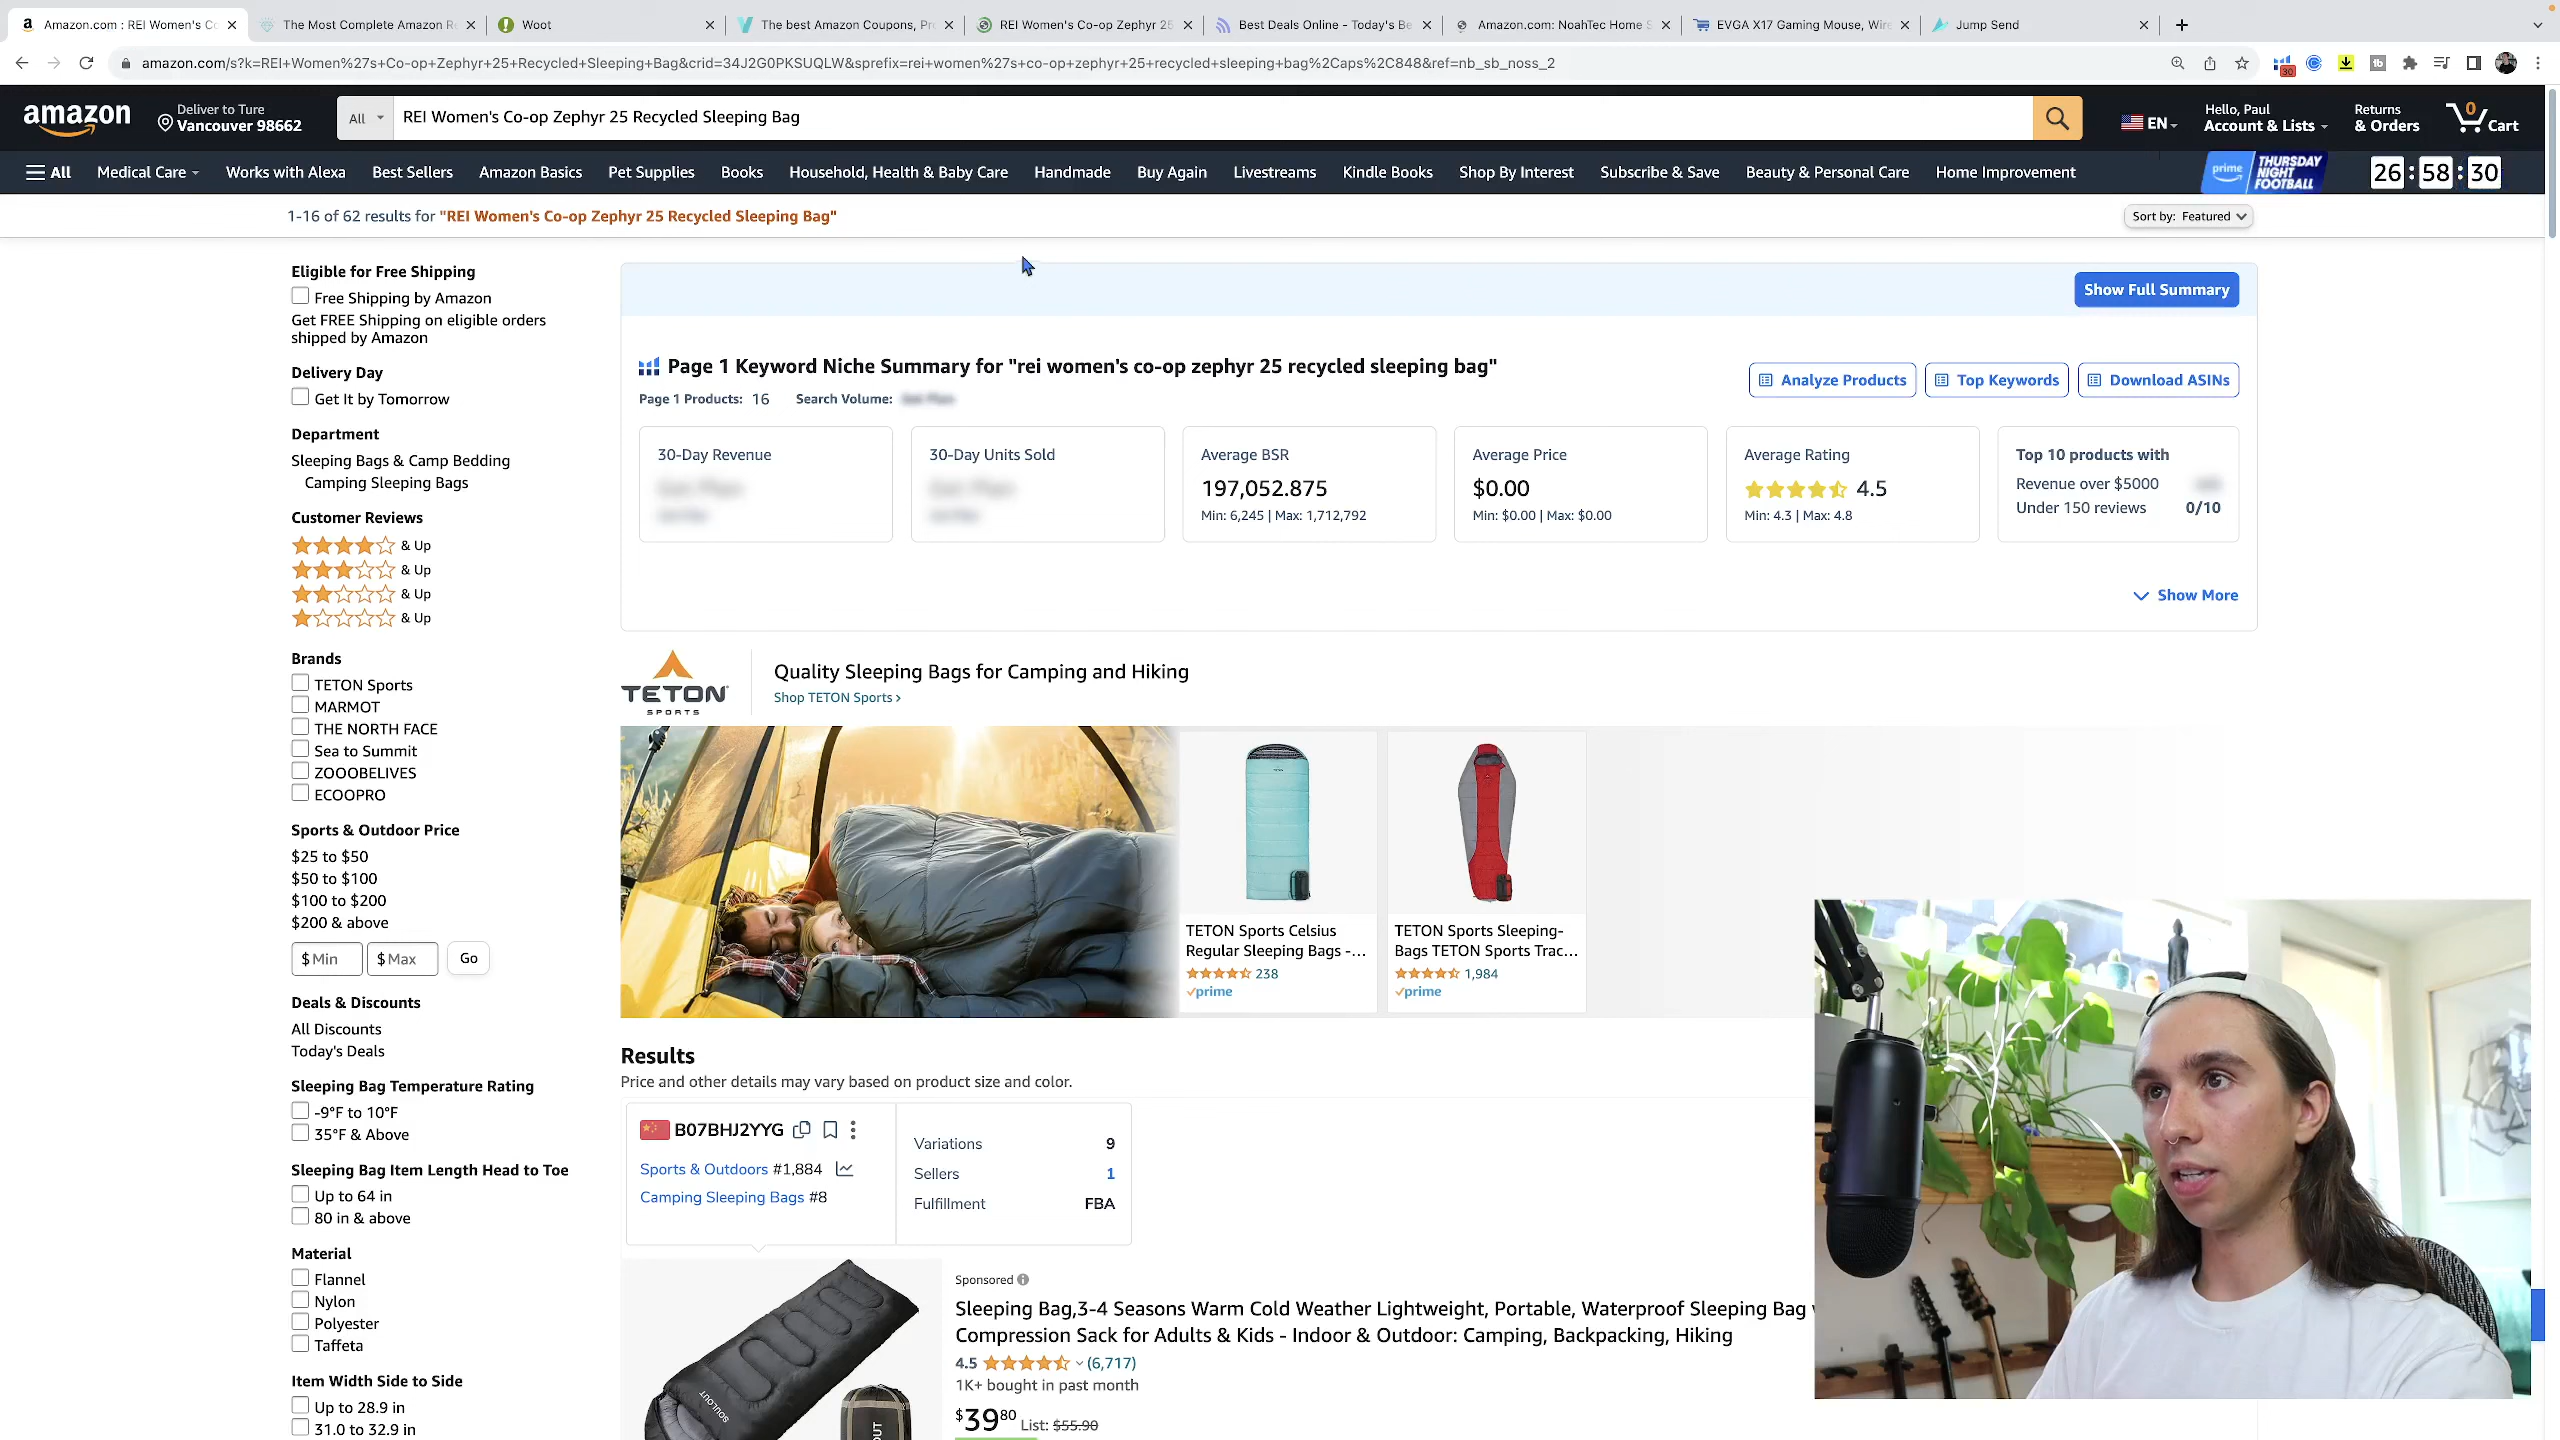 Amazon.com : REI Women's Co
The Most Complete Amazon Re
Woot
The best Amazon Coupons, Pr
REI Women's Co-op Zephyr 25
Best Deals Online - Today's Be
Amazon.com: NoahTec Home S
EVGA X17 Gaming Mouse, Wire
Jump Send
amazon.com/s?k=REI+Women%27s+Co-op+Zephyr+25+Recycled+Sleeping+Bag&crid=34J2G0PKSUQLW&sprefix=rei+women%27s+co-op+zephyr+25+recycled+sleeping+bag%2Caps%2C848&ref=nb_sb_noss_2
30
amazon
Deliver to Ture
Vancouver 98662
All
REI Women's Co-op Zephyr 25 Recycled Sleeping Bag
EN
Hello, Paul
Account & Lists
Returns
& Orders
0
Cart
All
Medical Care
Works with Alexa
Best Sellers
Amazon Basics
Pet Supplies
Books
Household, Health & Baby Care
Handmade
Buy Again
Livestreams
Kindle Books
Shop By Interest
Subscribe & Save
Beauty & Personal Care
Home Improvement
prime
THURSDAY
NIGHT
FOOTBALL
26:58:30
1-16 of 62 results for "REI Women's Co-op Zephyr 25 Recycled Sleeping Bag"
Sort by: Featured
Eligible for Free Shipping
Free Shipping by Amazon
Get FREE Shipping on eligible orders
shipped by Amazon
Delivery Day
Get It by Tomorrow
Department
Sleeping Bags & Camp Bedding
Camping Sleeping Bags
Customer Reviews
& Up
& Up
& Up
& Up
Brands
TETON Sports
MARMOT
THE NORTH FACE
Sea to Summit
ZOOOBELIVES
ECOOPRO
Sports & Outdoor Price
$25 to $50
$50 to $100
$100 to $200
$200 & above
$ Min
$ Max
Go
Deals & Discounts
All Discounts
Today's Deals
Sleeping Bag Temperature Rating
-9°F to 10°F
35°F & Above
Sleeping Bag Item Length Head to Toe
Up to 64 in
80 in & above
Material
Flannel
Nylon
Polyester
Taffeta
Item Width Side to Side
Up to 28.9 in
31.0 to 32.9 in
Show Full Summary
Page 1 Keyword Niche Summary for "rei women's co-op zephyr 25 recycled sleeping bag"
Page 1 Products: 16
Search Volume:
Analyze Products
Top Keywords
Download ASINs
30-Day Revenue
30-Day Units Sold
Average BSR
197,052.875
Min: 6,245 | Max: 1,712,792
Average Price
$0.00
Min: $0.00 | Max: $0.00
Average Rating
4.5
Min: 4.3 | Max: 4.8
Top 10 products with
Revenue over $5000
Under 150 reviews 0/10
Show More
TETON
SPORTS
Quality Sleeping Bags for Camping and Hiking
Shop TETON Sports ›
TETON Sports Celsius
Regular Sleeping Bags -...
238
prime
TETON Sports Sleeping-
Bags TETON Sports Trac...
1,984
prime
Results
Price and other details may vary based on product size and color.
B07BHJ2YYG
Sports & Outdoors #1,884
Camping Sleeping Bags #8
Variations 9
Sellers 1
Fulfillment FBA
SOULOUT
Sponsored
Sleeping Bag,3-4 Seasons Warm Cold Weather Lightweight, Portable, Waterproof Sleeping Bag
Compression Sack for Adults & Kids - Indoor & Outdoor: Camping, Backpacking, Hiking
4.5 (6,717)
1K+ bought in past month
$39 80 List: $55.90